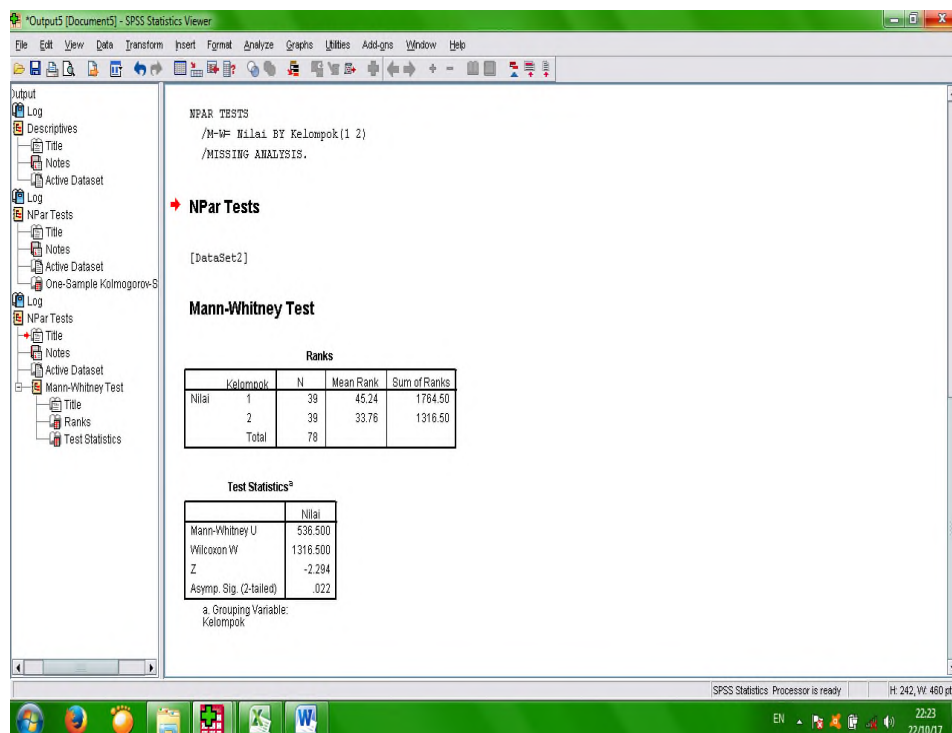 *Output5 [Document5] - SPSS Statistics Viewer
File Edit View Data Transform Insert Format Analyze Graphs Utilities Add-ons Window Help
Output
Log
Descriptives
Title
Notes
Active Dataset
Log
NPar Tests
Title
Notes
Active Dataset
One-Sample Kolmogorov-S
Log
NPar Tests
Title
Notes
Active Dataset
Mann-Whitney Test
Title
Ranks
Test Statistics
NPAR TESTS
/M-W= Nilai BY Kelompok(1 2)
/MISSING ANALYSIS.
NPar Tests
[DataSet2]
Mann-Whitney Test
Ranks
Kelompok N Mean Rank Sum of Ranks
Nilai 1 39 45.24 1764.50
2 39 33.76 1316.50
Total 78
Test Statisticsa
Nilai
Mann-Whitney U 536.500
Wilcoxon W 1316.500
Z -2.294
Asymp. Sig. (2-tailed) .022
a. Grouping Variable:
Kelompok
SPSS Statistics Processor is ready H: 242, W: 460 pt
EN 22:23
22/10/17